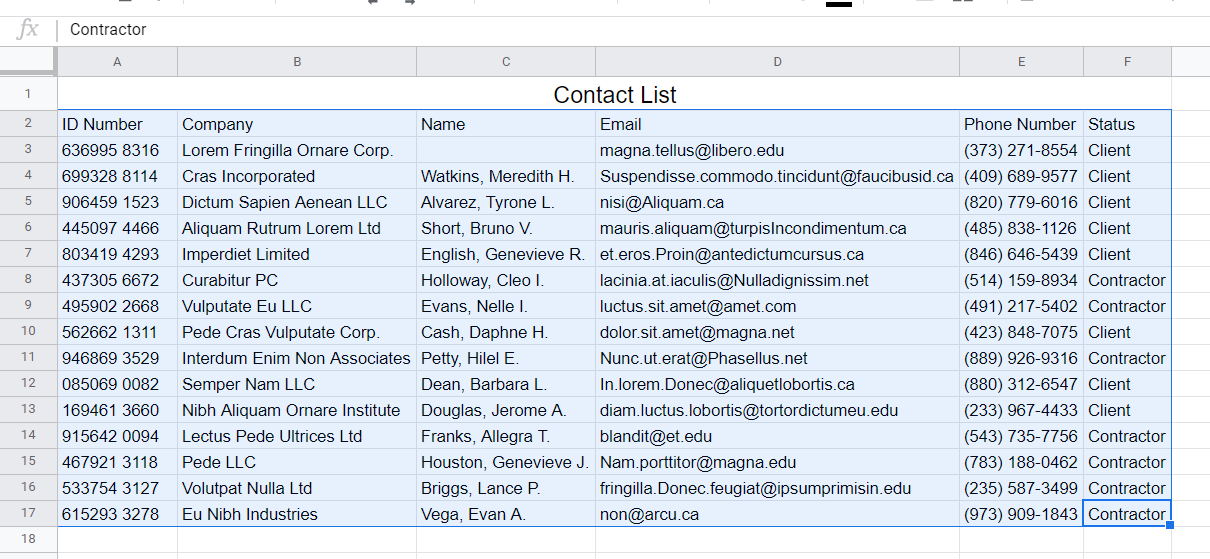 fx Contractor
A B C D E F
1 Contact List
2 ID Number Company Name Email Phone Number Status
3 636995 8316 Lorem Fringilla Ornare Corp. magna.tellus@libero.edu (373) 271-8554 Client
4 699328 8114 Cras Incorporated Watkins, Meredith H. Suspendisse.commodo.tincidunt@faucibusid.ca (409) 689-9577 Client
5 906459 1523 Dictum Sapien Aenean LLC Alvarez, Tyrone L. nisi@Aliquam.ca (820) 779-6016 Client
6 445097 4466 Aliquam Rutrum Lorem Ltd Short, Bruno V. mauris.aliquam@turpisIncondimentum.ca (485) 838-1126 Client
7 803419 4293 Imperdiet Limited English, Genevieve R. et.eros.Proin@antedictumcursus.ca (846) 646-5439 Client
8 437305 6672 Curabitur PC Holloway, Cleo I. lacinia.at.iaculis@Nulladignissim.net (514) 159-8934 Contractor
9 495902 2668 Vulputate Eu LLC Evans, Nelle I. luctus.sit.amet@amet.com (491) 217-5402 Contractor
10 562662 1311 Pede Cras Vulputate Corp. Cash, Daphne H. dolor.sit.amet@magna.net (423) 848-7075 Client
11 946869 3529 Interdum Enim Non Associates Petty, Hilel E. Nunc.ut.erat@Phasellus.net (889) 926-9316 Contractor
12 085069 0082 Semper Nam LLC Dean, Barbara L. In.lorem.Donec@aliquetlobortis.ca (880) 312-6547 Client
13 169461 3660 Nibh Aliquam Ornare Institute Douglas, Jerome A. diam.luctus.lobortis@tortordictumeu.edu (233) 967-4433 Client
14 915642 0094 Lectus Pede Ultrices Ltd Franks, Allegra T. blandit@et.edu (543) 735-7756 Contractor
15 467921 3118 Pede LLC Houston, Genevieve J. Nam.porttitor@magna.edu (783) 188-0462 Contractor
16 533754 3127 Volutpat Nulla Ltd Briggs, Lance P. fringilla.Donec.feugiat@ipsumprimisin.edu (235) 587-3499 Contractor
17 615293 3278 Eu Nibh Industries Vega, Evan A. non@arcu.ca (973) 909-1843 Contractor
18